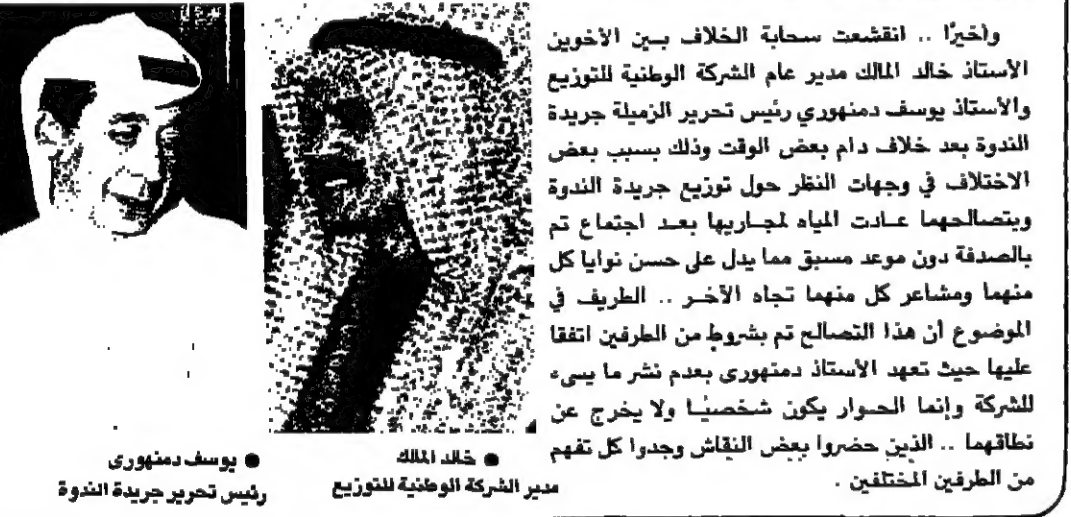 واخيرًا .. انقشعت سحابة الخلاف بين الأخوين
الأستاذ خالد المالك مدير عام الشركة الوطنية للتوزيع
والأستاذ يوسف دمنهوري رئيس تحرير الزميلة جريدة
الندوة بعد خلاف دام بعض الوقت وذلك بسبب بعض
الاختلاف في وجهات النظر حول توزيع جريدة الندوة
وبتصالحهما عادت المياه لمجاريها بعد اجتماع تم
بالصدفة دون موعد مسبق مما يدل على حسن نوايا كل
منهما ومشاعر كل منهما تجاه الآخر .. الطريف في
الموضوع أن هذا التصالح تم بشروط من الطرفين اتفقا
عليها حيث تعهد الأستاذ دمنهورى بعدم نشر ما يسىء
للشركة وإنما الحوار يكون شخصيًا ولا يخرج عن
نطاقهما .. الذين حضروا بعض النقاش وجدوا كل تفهم
من الطرفين المختلفين .
● خالد المالك
مدير الشركة الوطنية للتوزيع
● يوسف دمنهورى
رئيس تحرير جريدة الندوة